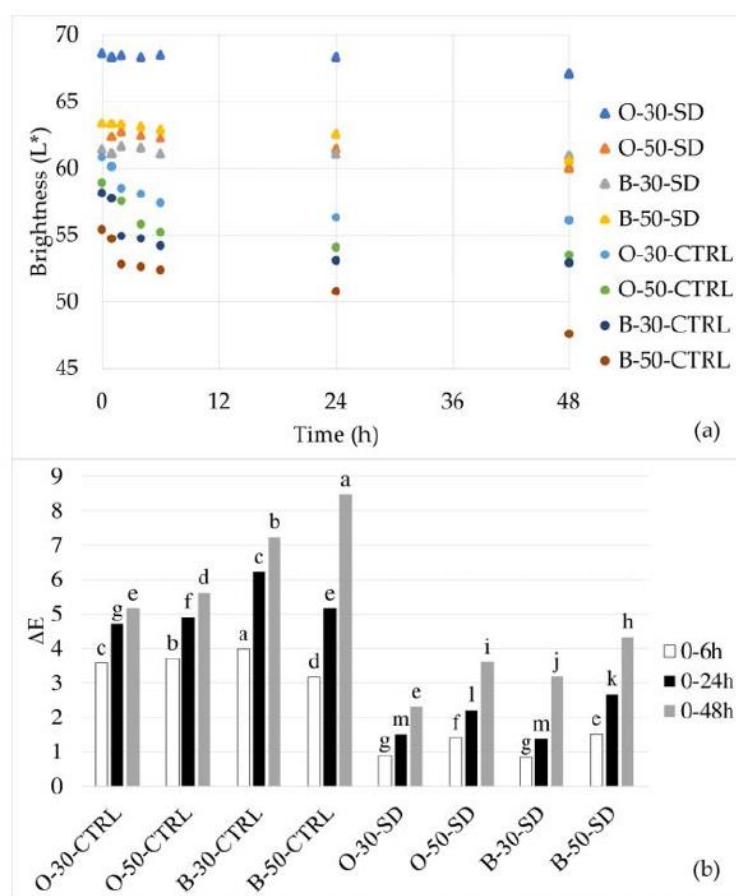 70
65
60
55
50
45
Brightness (L*)
0 12 24 36 48
Time (h)
(a)
O-30-SD
O-50-SD
B-30-SD
B-50-SD
O-30-CTRL
O-50-CTRL
B-30-CTRL
B-50-CTRL
9
8
7
6
5
4
3
2
1
0
ΔE
c g e
b f d
a c b
d e a
g m e
f l i
g m j
e k h
0-6h
0-24h
0-48h
O-30-CTRL
O-50-CTRL
B-30-CTRL
B-50-CTRL
O-30-SD
O-50-SD
B-30-SD
B-50-SD
(b)